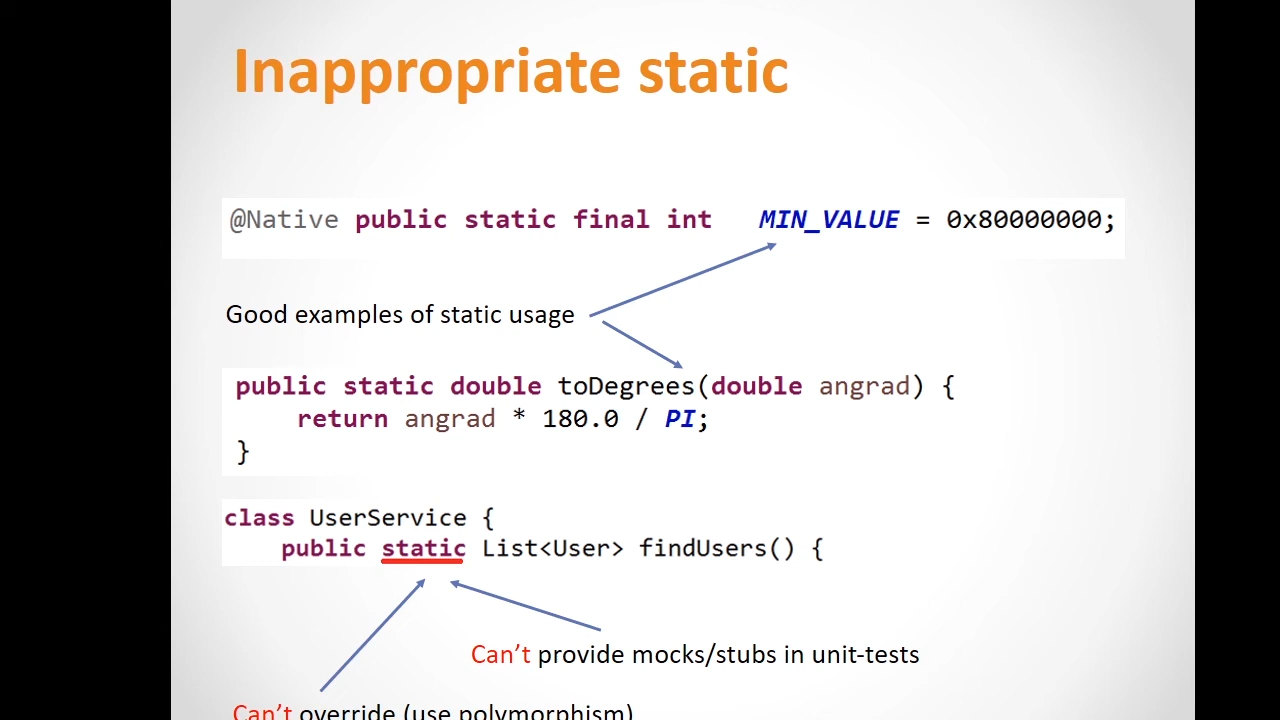 Inappropriate static
@Native public static final int   MIN_VALUE = 0x80000000;
Good examples of static usage
public static double toDegrees(double angrad) {
    return angrad * 180.0 / PI;
}
class UserService {
    public static List<User> findUsers() {
Can’t provide mocks/stubs in unit-tests
Can’t override (use polymorphism)